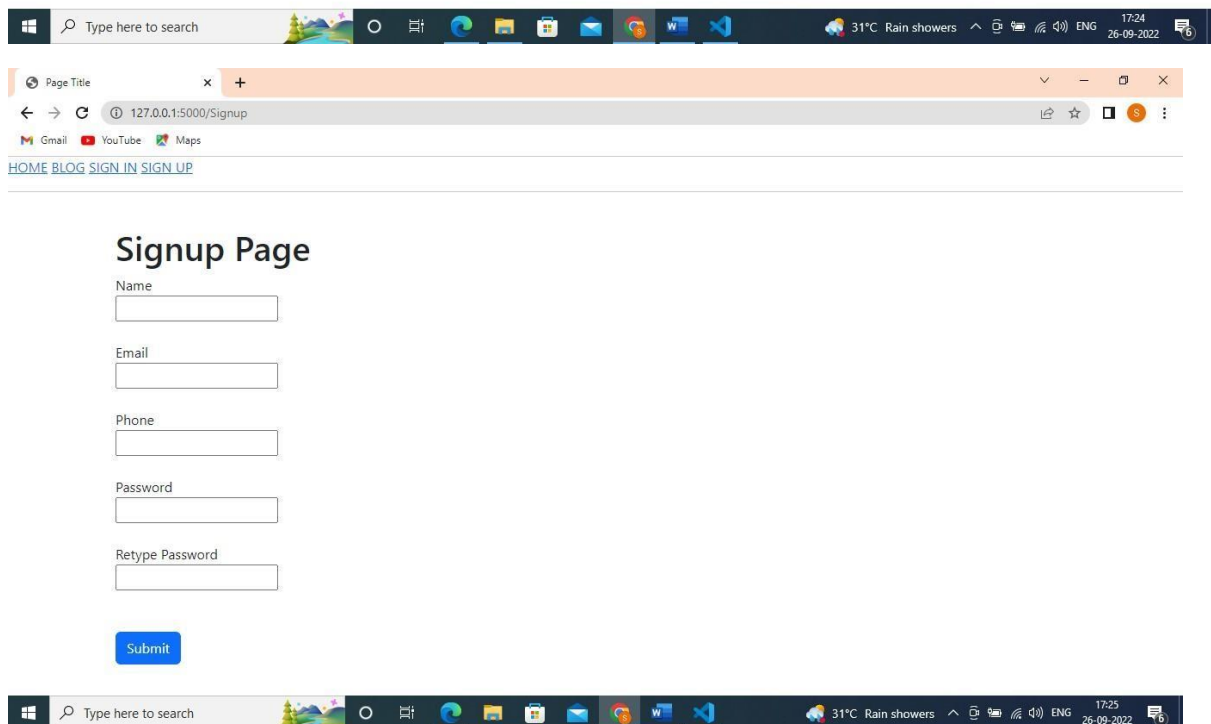 Type here to search 31°C Rain showers ENG 17:24
26-09-2022 6
Page Title
127.0.0.1:5000/Signup S
Gmail YouTube Maps
HOME BLOG SIGN IN SIGN UP
Signup Page
Name
Email
Phone
Password
Retype Password
Submit
Type here to search 31°C Rain showers ENG 17:25
26-09-2022 6